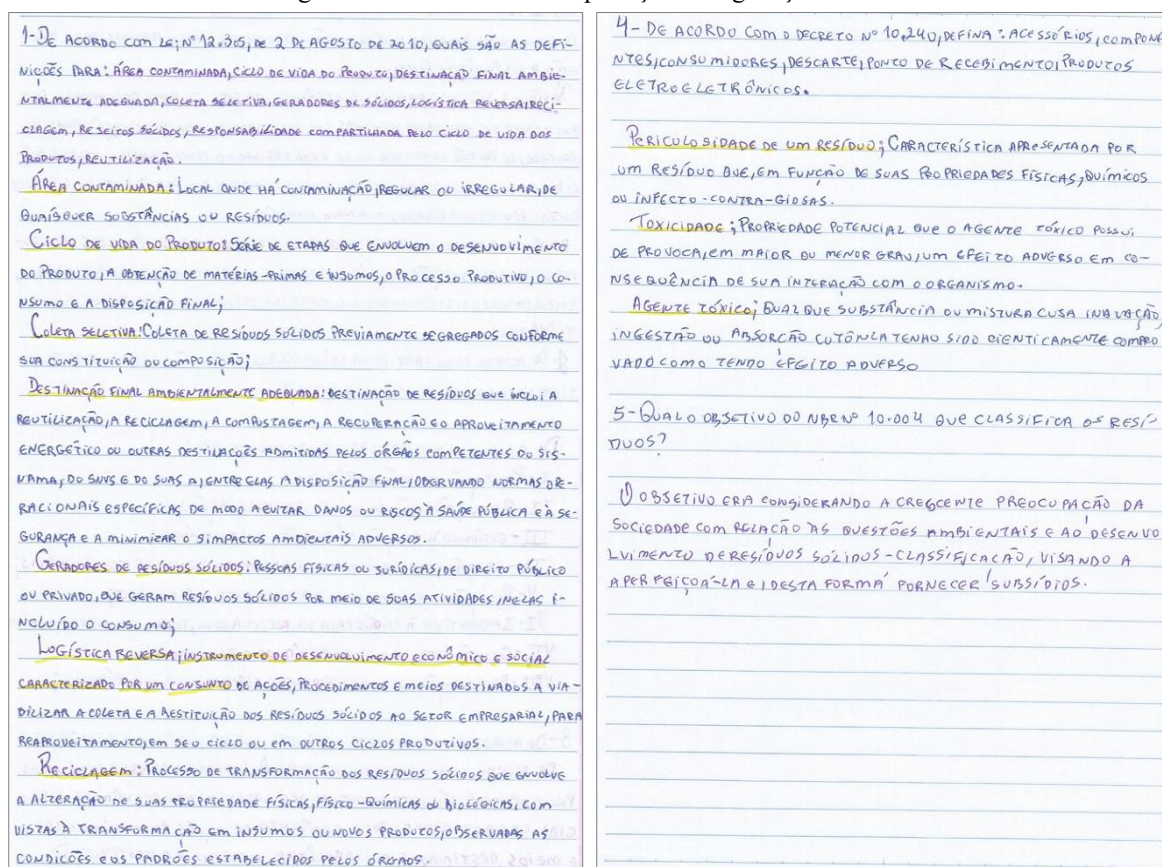 1-DE ACORDO COM LEI Nº 12.305, DE 2 DE AGOSTO DE 2010, QUAIS SÃO AS DEFI-
NIÇÕES PARA: ÁREA CONTAMINADA, CICLO DE VIDA DO PRODUTO, DESTINAÇÃO FINAL AMBIE-
NTALMENTE ADEQUADA, COLETA SELETIVA, GERADORES DE SÓLIDOS, LOGÍSTICA REVERSA, RECI-
CLAGEM, REJEITOS SÓLIDOS, RESPONSABILIDADE COMPARTILHADA PELO CICLO DE VIDA DOS
PRODUTOS, REUTILIZAÇÃO.
ÁREA CONTAMINADA: LOCAL ONDE HÁ CONTAMINAÇÃO, REGULAR OU IRREGULAR, DE
QUAISQUER SUBSTÂNCIAS OU RESÍDUOS.
CICLO DE VIDA DO PRODUTO: SÉRIE DE ETAPAS QUE ENVOLVEM O DESENVOVIMENTO
DO PRODUTO, A OBTENÇÃO DE MATÉRIAS-PRIMAS E INSUMOS, O PROCESSO PRODUTIVO, O CO-
NSUMO E A DISPOSIÇÃO FINAL;
COLETA SELETIVA: COLETA DE RESÍDUOS SÓLIDOS PREVIAMENTE SEGREGADOS CONFORME
SUA CONSTITUIÇÃO OU COMPOSIÇÃO;
DESTINAÇÃO FINAL AMBIENTALMENTE ADEQUADA: DESTINAÇÃO DE RESÍDUOS QUE INCLUI A
REUTILIZAÇÃO, A RECICLAGEM, A COMPOSTAGEM, A RECUPERAÇÃO E O APROVEITAMENTO
ENERGÉTICO OU OUTRAS DESTINAÇÕES ADMITIDAS PELOS ÓRGÃOS COMPETENTES DO SIS-
NAMA, DO SNVS E DO SUASA, ENTRE ELAS A DISPOSIÇÃO FINAL, OBSERVANDO NORMAS OPE-
RACIONAIS ESPECÍFICAS DE MODO A EVITAR DANOS OU RISCOS À SAÚDE PÚBLICA E À SE-
GURANÇA E A MINIMIZAR O SIMPACTOS AMBIENTAIS ADVERSOS.
GERADORES DE RESÍDUOS SÓLIDOS: PESSOAS FÍSICAS OU JURÍDICAS, DE DIREITO PÚBLICO
OU PRIVADO, QUE GERAM RESÍDUOS SÓLIDOS POR MEIO DE SUAS ATIVIDADES, NELAS I-
NCLUÍDO O CONSUMO;
LOGÍSTICA REVERSA; INSTRUMENTO DE DESENVOLVIMENTO ECONÔMICO E SOCIAL
CARACTERIZADO POR UM CONJUNTO DE AÇÕES, PROCEDIMENTOS E MEIOS DESTINADOS A VIA-
BILIZAR A COLETA E A RESTITUIÇÃO DOS RESÍDUOS SÓLIDOS AO SETOR EMPRESARIAL, PARA
REAPROVEITAMENTO, EM SEU CICLO OU EM OUTROS CICLOS PRODUTIVOS.
RECICLAGEM: PROCESSO DE TRANSFORMAÇÃO DOS RESÍDUOS SÓLIDOS QUE ENVOLVE
A ALTERAÇÃO DE SUAS PROPRIEDADE FÍSICAS, FÍSICO-QUÍMICAS OU BIOLÓGICAS, COM
VISTAS À TRANSFORMAÇÃO EM INSUMOS OU NOVOS PRODUTOS, OBSERVADAS AS
CONDIÇÕES E OS PADRÕES ESTABELECIDOS PELOS ÓRGÃOS.
4-DE ACORDO COM O DECRETO Nº 10,240, DEFINA: ACESSÓRIOS, COMPONE
NTES, CONSUMIDORES, DESCARTE, PONTO DE RECEBIMENTO, PRODUTOS
ELETROELETRÔNICOS.
PERICULOSIDADE DE UM RESÍDUO; CARACTERÍSTICA APRESENTADA POR
UM RESÍDUO QUE, EM FUNÇÃO DE SUAS PROPRIEDADES FÍSICAS, QUÍMICOS
OU INFECTO-CONTRA-GIOSAS.
TOXICIDADE; PROPRIEDADE POTENCIAL QUE O AGENTE TÓXICO POSSUI
DE PROVOCA, EM MAIOR OU MENOR GRAU, UM EFEITO ADVERSO EM CO-
NSEQUÊNCIA DE SUA INTERAÇÃO COM O ORGANISMO.
AGENTE TÓXICO; QUALQUE SUBSTÂNCIA OU MISTURA CUJA INAVAÇÃO,
INGESTÃO OU ABSORÇÃO CUTÔNLA TENHO SIDO CIENTICAMENTE COMPRO
VADO COMO TENDO EFEITO ADVERSO
5-QUAL O OBJETIVO DO NBR Nº 10.004 QUE CLASSIFICA OS RESÍ-
DUOS?
O OBJETIVO ERA CONSIDERANDO A CRESCENTE PREOCUPAÇÃO DA
SOCIEDADE COM RELAÇÃO ÀS QUESTÕES AMBIENTAIS E AO DESENVO
LVIMENTO DE RESÍDUOS SÓLIDOS-CLASSIFICAÇÃO, VISANDO A
APERFEIÇOÁ-LA E, DESTA FORMA FORNECER SUBSÍDIOS.